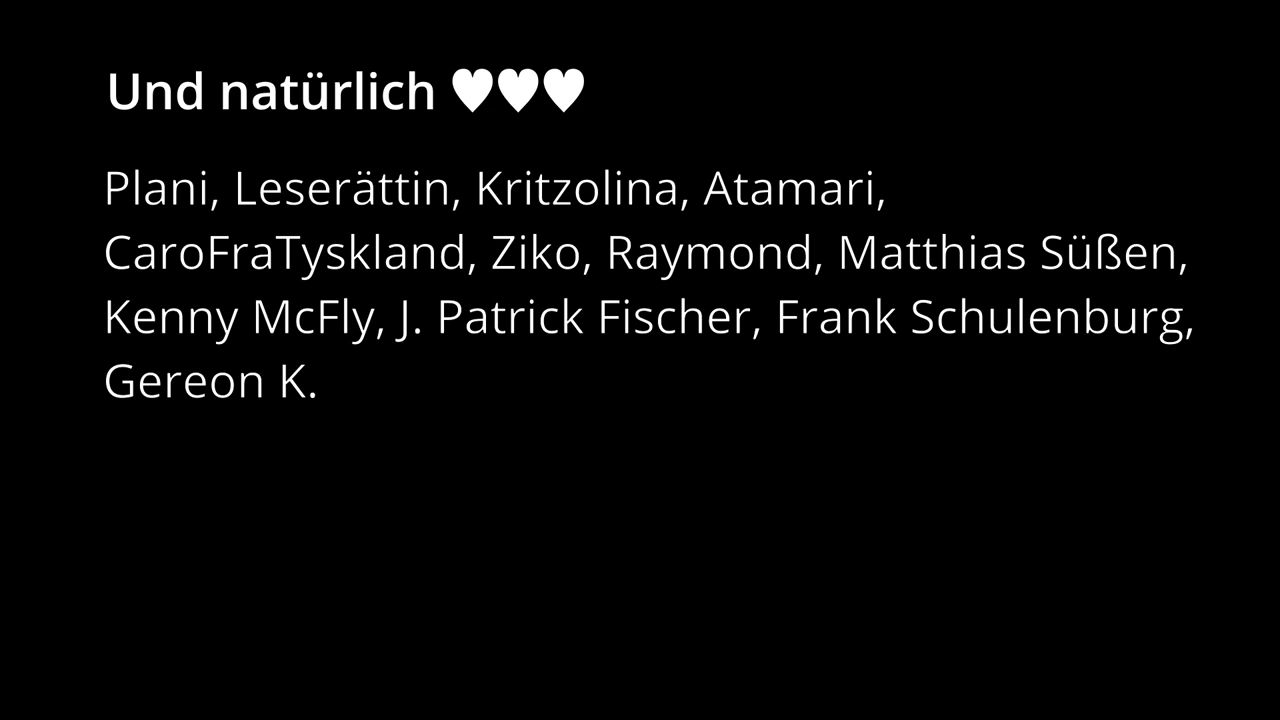 Und natürlich ♥♥♥
Plani, Leserättin, Kritzolina, Atamari,
CaroFraTyskland, Ziko, Raymond, Matthias Süßen,
Kenny McFly, J. Patrick Fischer, Frank Schulenburg,
Gereon K.